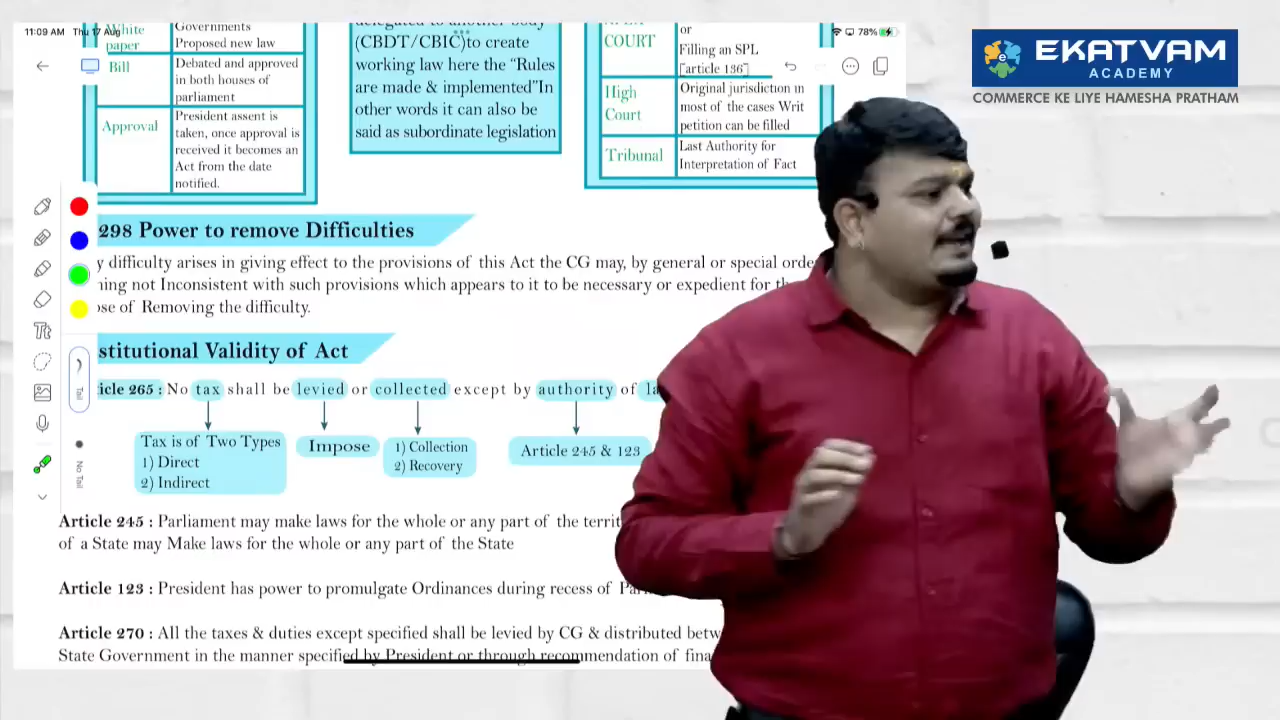 11:09 AM Thu 17 Aug
78%
White
paper
Governments
Proposed new law
Bill
Debated and approved
in both houses of
parliament
Approval
President assent is
taken, once approval is
received it becomes an
Act from the date
notified.
delegated to another body
(CBDT/CBIC)to create
working law here the "Rules
are made & implemented"In
other words it can also be
said as subordinate legislation
COURT
or
Filling an SPL
[article 136]
High
Court
Original jurisdiction in
most of the cases Writ
petition can be filled
Tribunal
Last Authority for
Interpretation of Fact
EKATVAM
ACADEMY
COMMERCE KE LIYE HAMESHA PRATHAM
298 Power to remove Difficulties
y difficulty arises in giving effect to the provisions of this Act the CG may, by general or special orde
hing not Inconsistent with such provisions which appears to it to be necessary or expedient for th
ose of Removing the difficulty.
stitutional Validity of Act
icle 265 : No tax shall be levied or collected except by authority of la
Tax is of Two Types
1) Direct
2) Indirect
Impose
1) Collection
2) Recovery
Article 245 & 123
Tail
No Tail
Article 245 : Parliament may make laws for the whole or any part of the territ
of a State may Make laws for the whole or any part of the State
Article 123 : President has power to promulgate Ordinances during recess of
Article 270 : All the taxes & duties except specified shall be levied by CG & distributed betw
State Government in the manner specified by President or through recommendation of fina